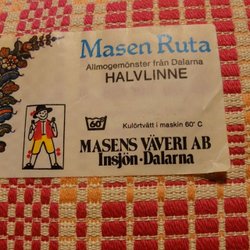 Masen Ruta
Allmogemönster från Dalarna
HALVLINNE
60°
Kulörtvätt i maskin 60° C
MASENS VÄVERI AB
Insjön-Dalarna